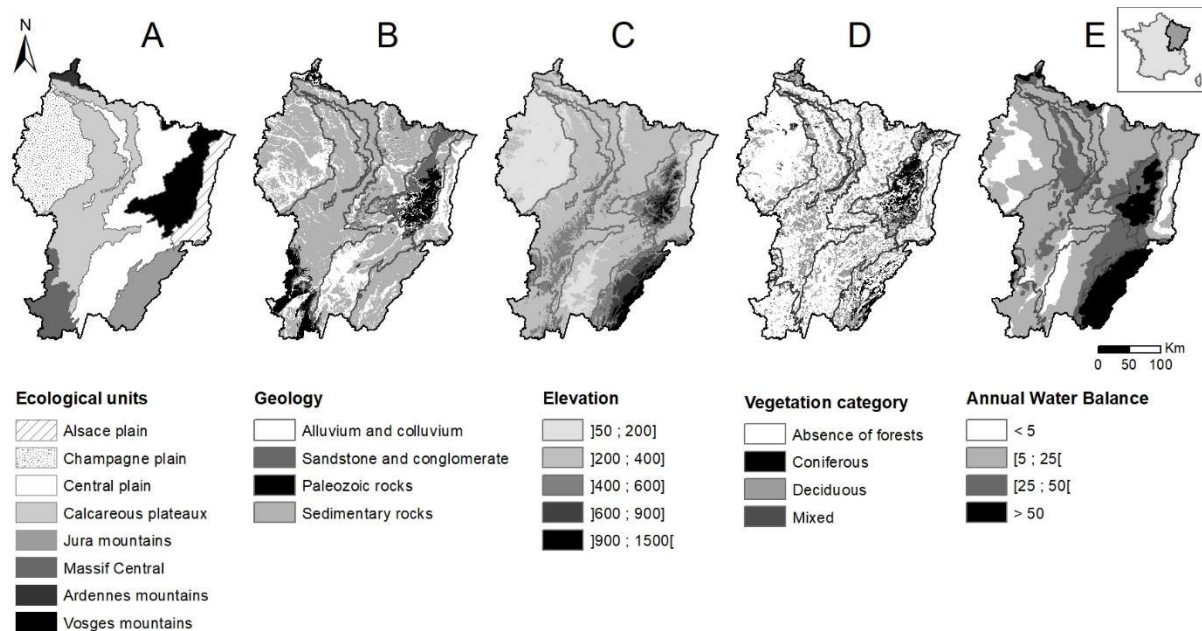 N
A
B
C
D
E
Km
0 50 100
Ecological units
Alsace plain
Champagne plain
Central plain
Calcareous plateaux
Jura mountains
Massif Central
Ardennes mountains
Vosges mountains
Geology
Alluvium and colluvium
Sandstone and conglomerate
Paleozoic rocks
Sedimentary rocks
Elevation
]50 ; 200]
]200 ; 400]
]400 ; 600]
]600 ; 900]
]900 ; 1500[
Vegetation category
Absence of forests
Coniferous
Deciduous
Mixed
Annual Water Balance
< 5
[5 ; 25[
[25 ; 50[
> 50